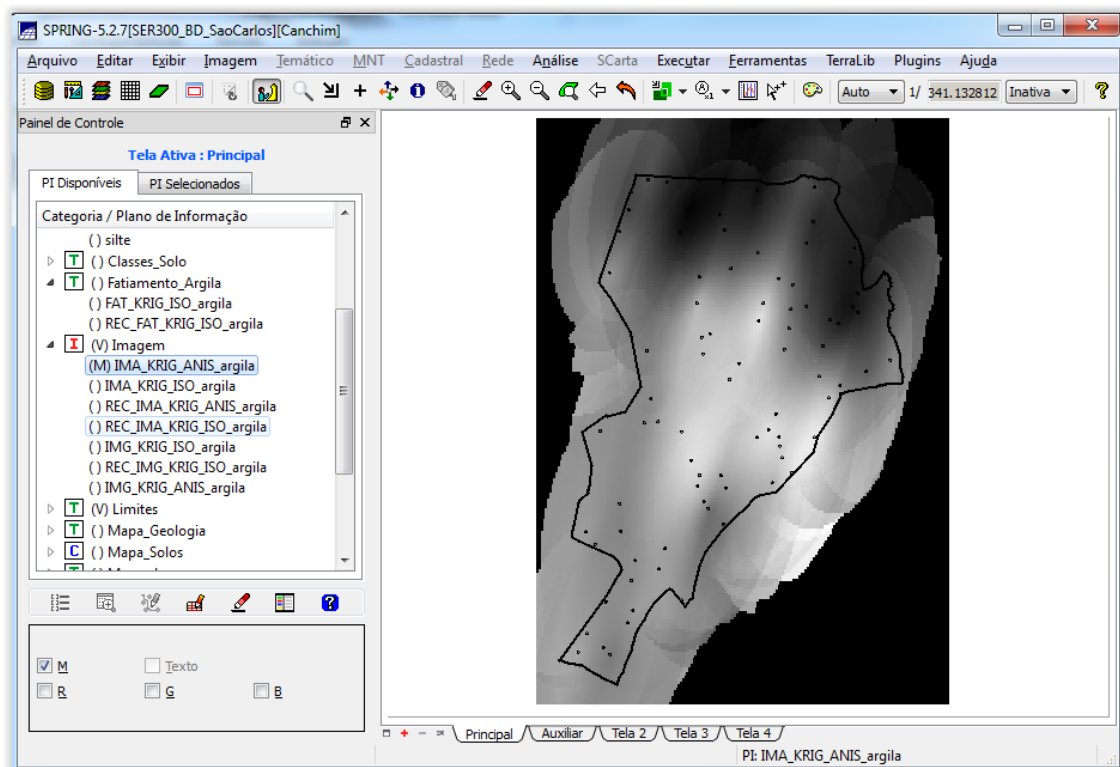 SPRING-5.2.7[SER300_BD_SaoCarlos][Canchim]
Arquivo Editar Exibir Imagem Temático MNT Cadastral Rede Análise SCarta Executar Ferramentas TerraLib Plugins Ajuda
Auto 1/ 341.132812 Inativa
Painel de Controle
Tela Ativa : Principal
PI Disponíveis PI Selecionados
Categoria / Plano de Informação
( ) silte
T ( ) Classes_Solo
T ( ) Fatiamento_Argila
( ) FAT_KRIG_ISO_argila
( ) REC_FAT_KRIG_ISO_argila
I (V) Imagem
(M) IMA_KRIG_ANIS_argila
( ) IMA_KRIG_ISO_argila
( ) REC_IMA_KRIG_ANIS_argila
( ) REC_IMA_KRIG_ISO_argila
( ) IMG_KRIG_ISO_argila
( ) REC_IMG_KRIG_ISO_argila
( ) IMG_KRIG_ANIS_argila
T (V) Limites
T ( ) Mapa_Geologia
C ( ) Mapa_Solos
M Texto
R G B
Principal Auxiliar Tela 2 Tela 3 Tela 4
PI: IMA_KRIG_ANIS_argila